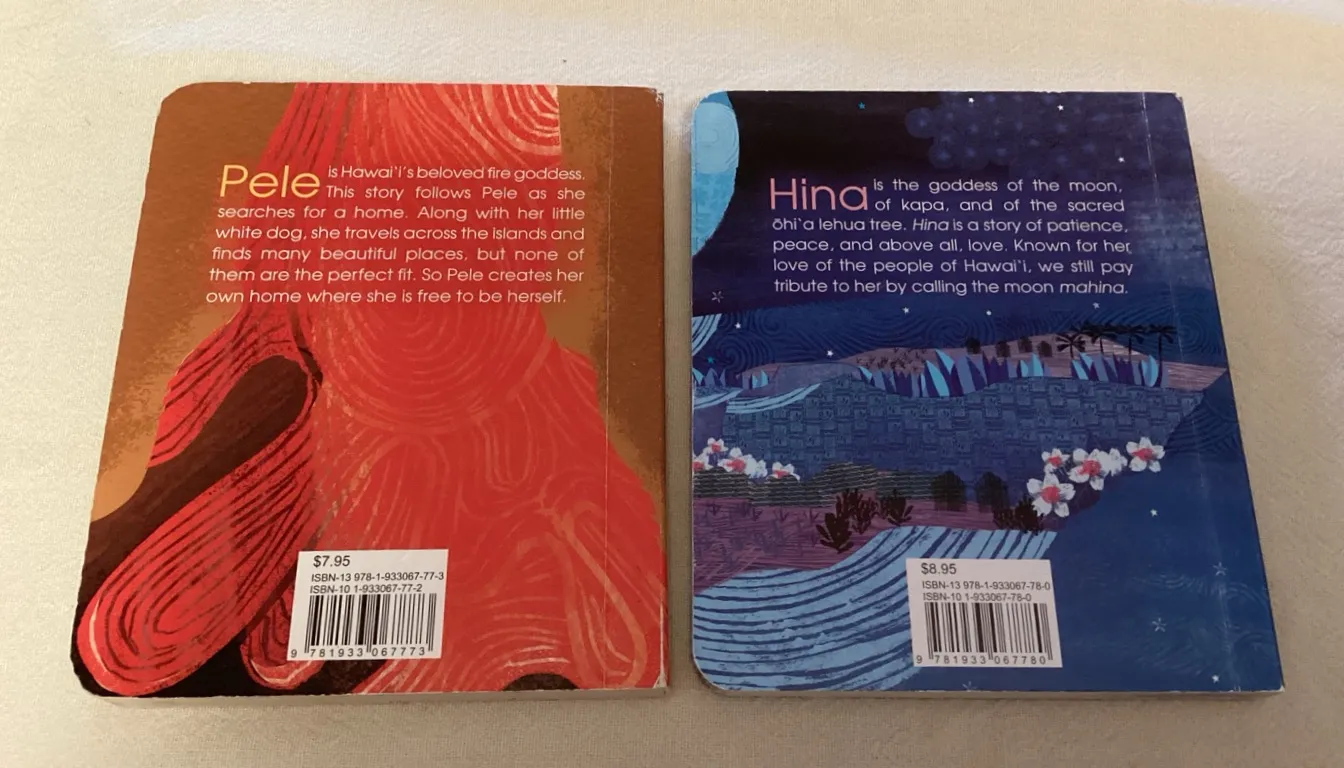 Pele is Hawai`i's beloved fire goddess.
This story follows Pele as she
searches for a home. Along with her little
white dog, she travels across the islands and
finds many beautiful places, but none of
them are the perfect fit. So Pele creates her
own home where she is free to be herself.
$7.95
ISBN-13 978-1-933067-77-3
ISBN-10 1-933067-77-2
9 781933 067773
Hina is the goddess of the moon,
of kapa, and of the sacred
ōhi`a lehua tree. Hina is a story of patience,
peace, and above all, love. Known for her
love of the people of Hawai`i, we still pay
tribute to her by calling the moon mahina.
$8.95
ISBN-13 978-1-933067-78-0
ISBN-10 1-933067-78-0
9 781933 067780